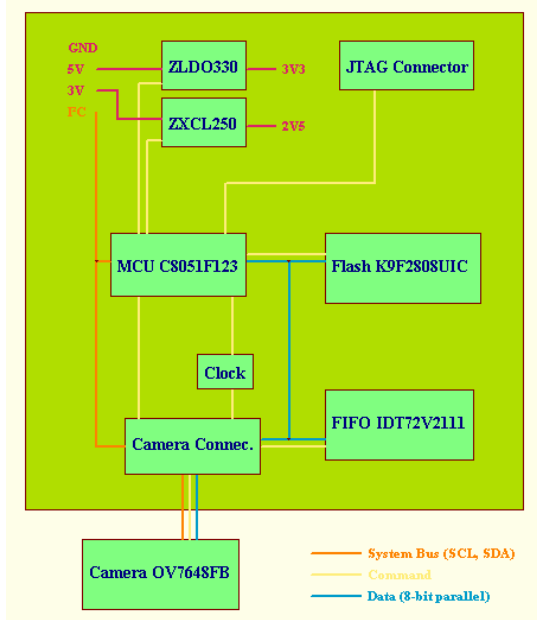 GND
5V
ZLDO330
3V3
JTAG Connector
3V
I²C
ZXCL250
2V5
MCU C8051F123
Flash K9F2808UIC
Clock
FIFO IDT72V2111
Camera Connec.
Camera OV7648FB
System Bus (SCL, SDA)
Command
Data (8-bit parallel)